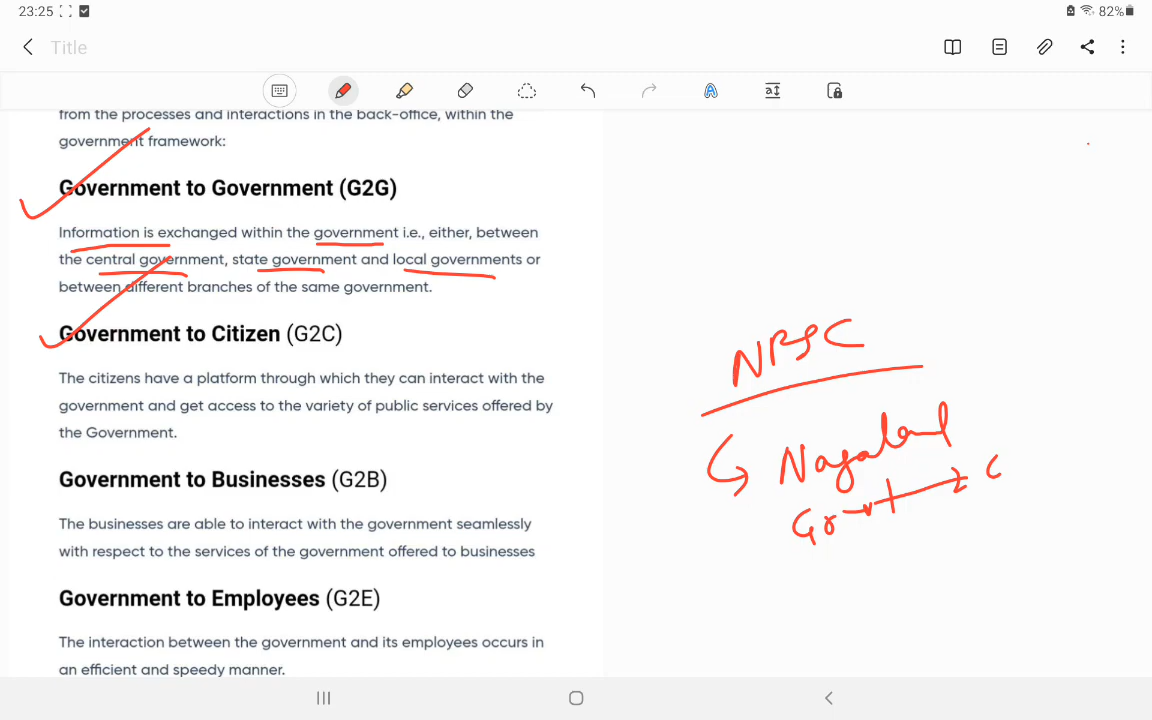 23:25
82%
Title
from the processes and interactions in the back-office, within the
government framework:
Government to Government (G2G)
Information is exchanged within the government i.e., either, between
the central government, state government and local governments or
between different branches of the same government.
Government to Citizen (G2C)
The citizens have a platform through which they can interact with the
government and get access to the variety of public services offered by
the Government.
Government to Businesses (G2B)
The businesses are able to interact with the government seamlessly
with respect to the services of the government offered to businesses
Government to Employees (G2E)
The interaction between the government and its employees occurs in
an efficient and speedy manner.
NPSC
Nagaland
Govt → C